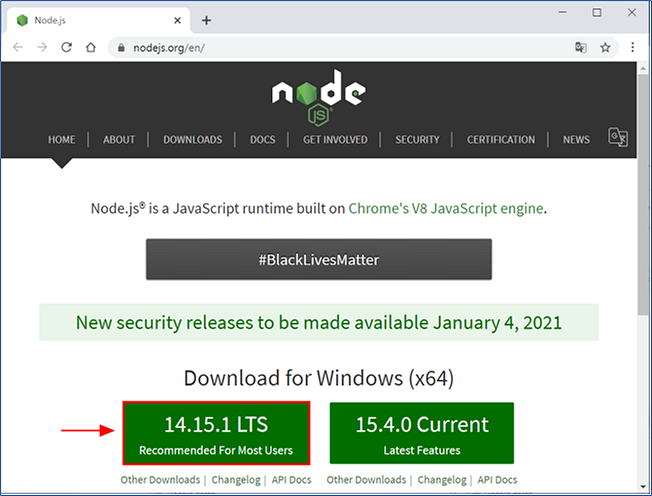 Node.js
nodejs.org/en/
node
JS
HOME | ABOUT | DOWNLOADS | DOCS | GET INVOLVED | SECURITY | CERTIFICATION | NEWS
Node.js® is a JavaScript runtime built on Chrome's V8 JavaScript engine.
#BlackLivesMatter
New security releases to be made available January 4, 2021
Download for Windows (x64)
14.15.1 LTS 15.4.0 Current
Recommended For Most Users Latest Features
Other Downloads | Changelog | API Docs Other Downloads | Changelog | API Docs